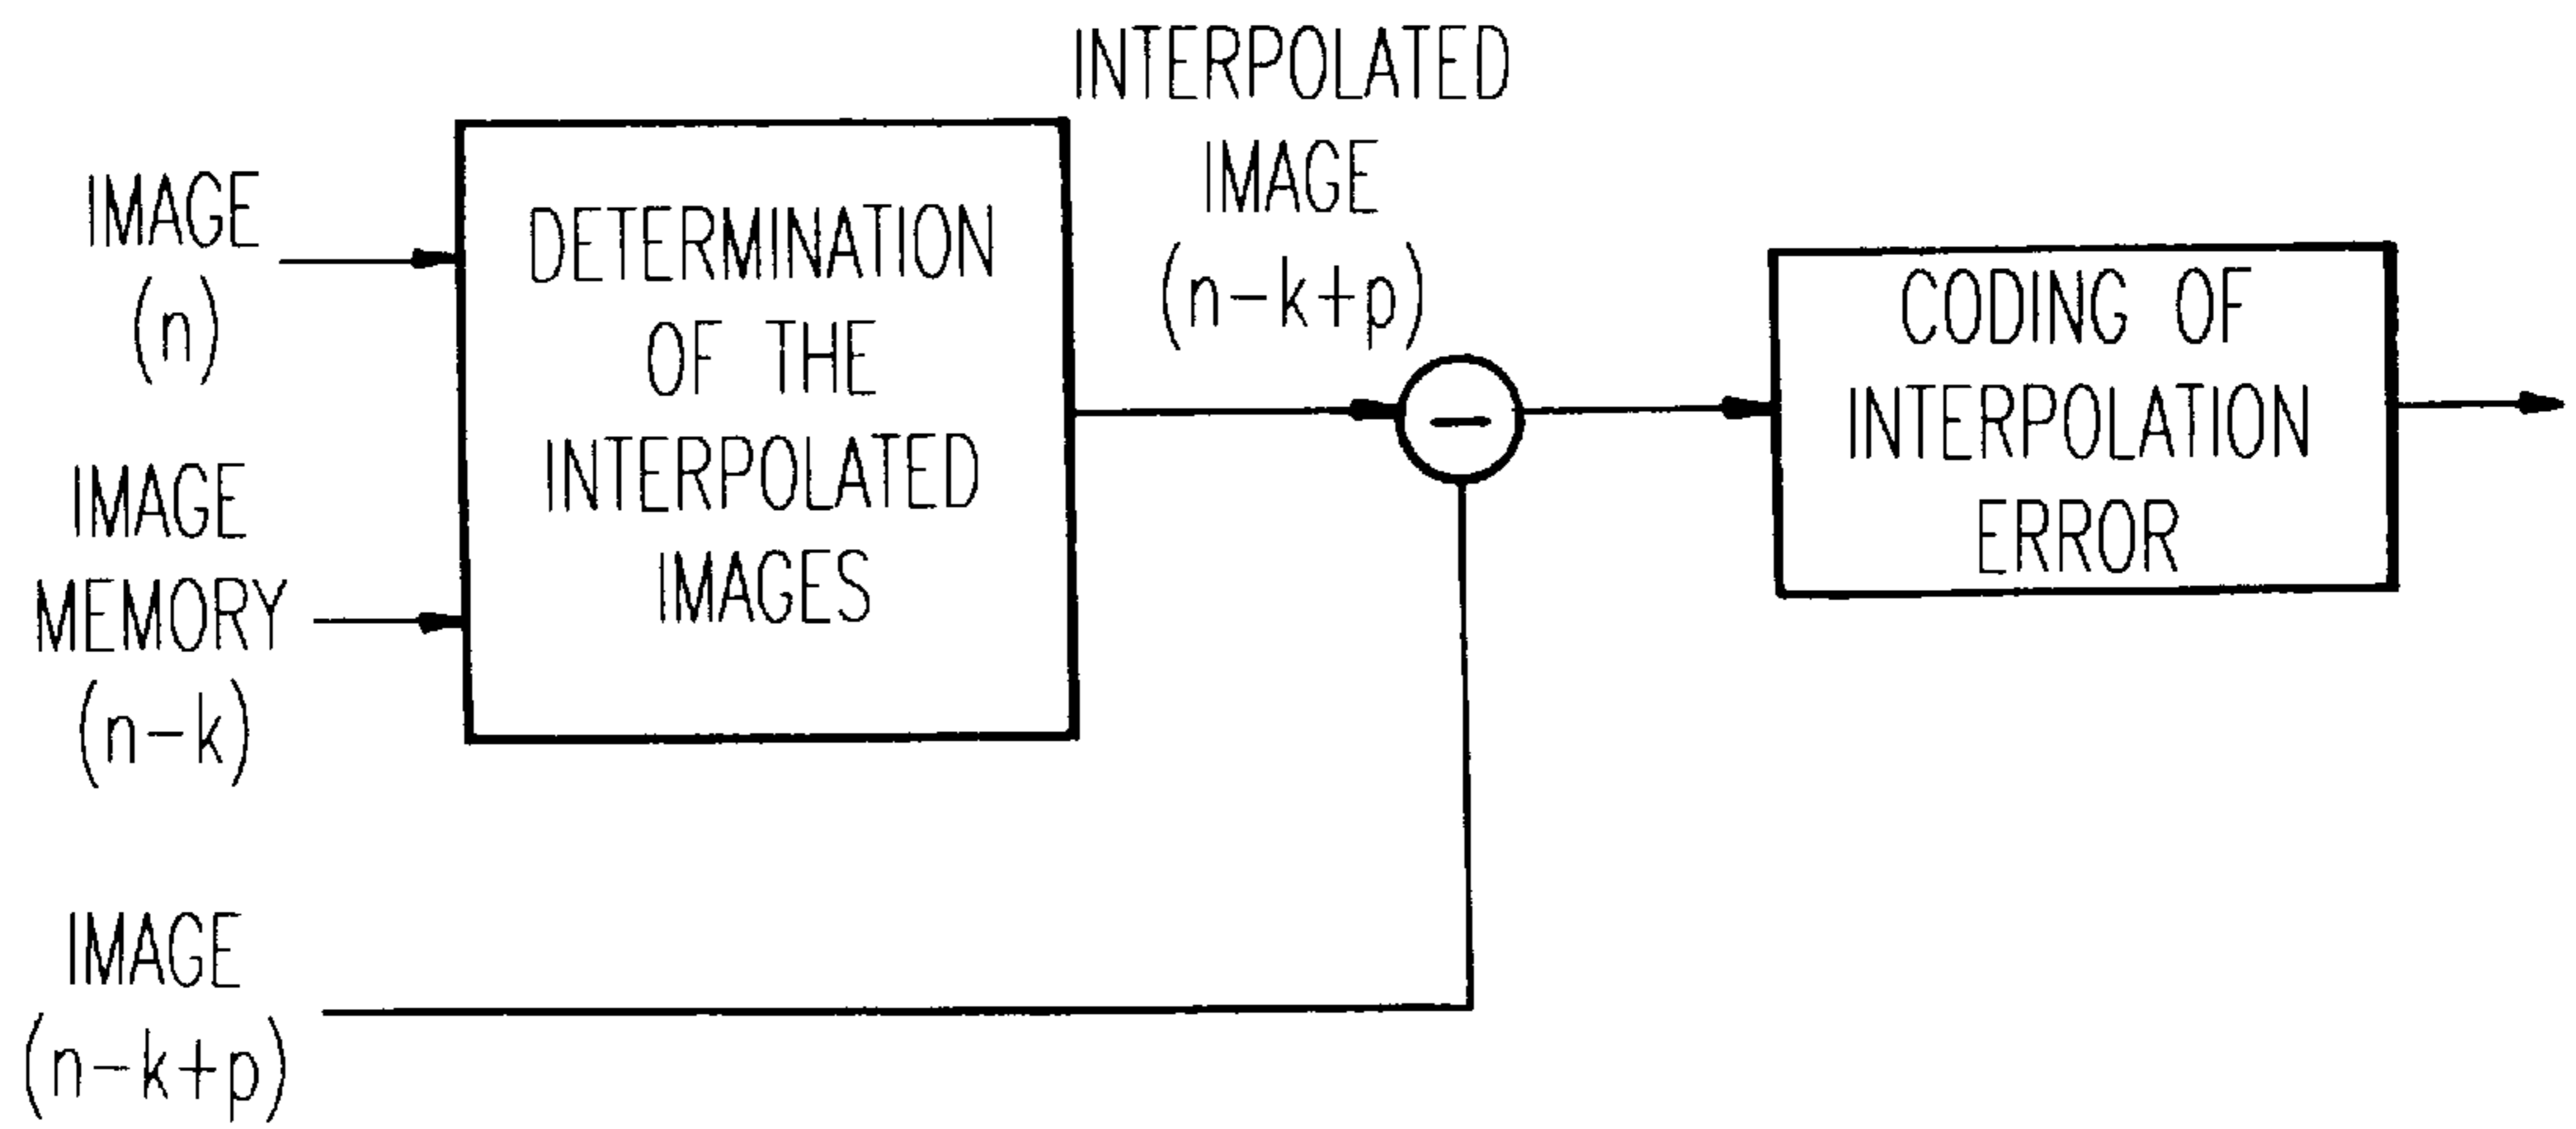 IMAGE
(n)
IMAGE
MEMORY
(n-k)
IMAGE
(n-k+p)
DETERMINATION
OF THE
INTERPOLATED
IMAGES
INTERPOLATED
IMAGE
(n-k+p)
−
CODING OF
INTERPOLATION
ERROR